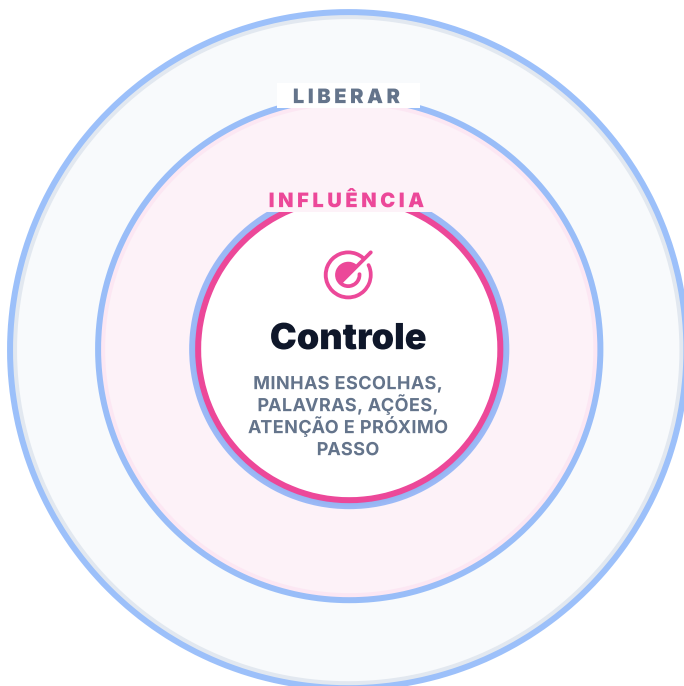 LIBERAR
INFLUÊNCIA
Controle
MINHAS ESCOLHAS,
PALAVRAS, AÇÕES,
ATENÇÃO E PRÓXIMO
PASSO